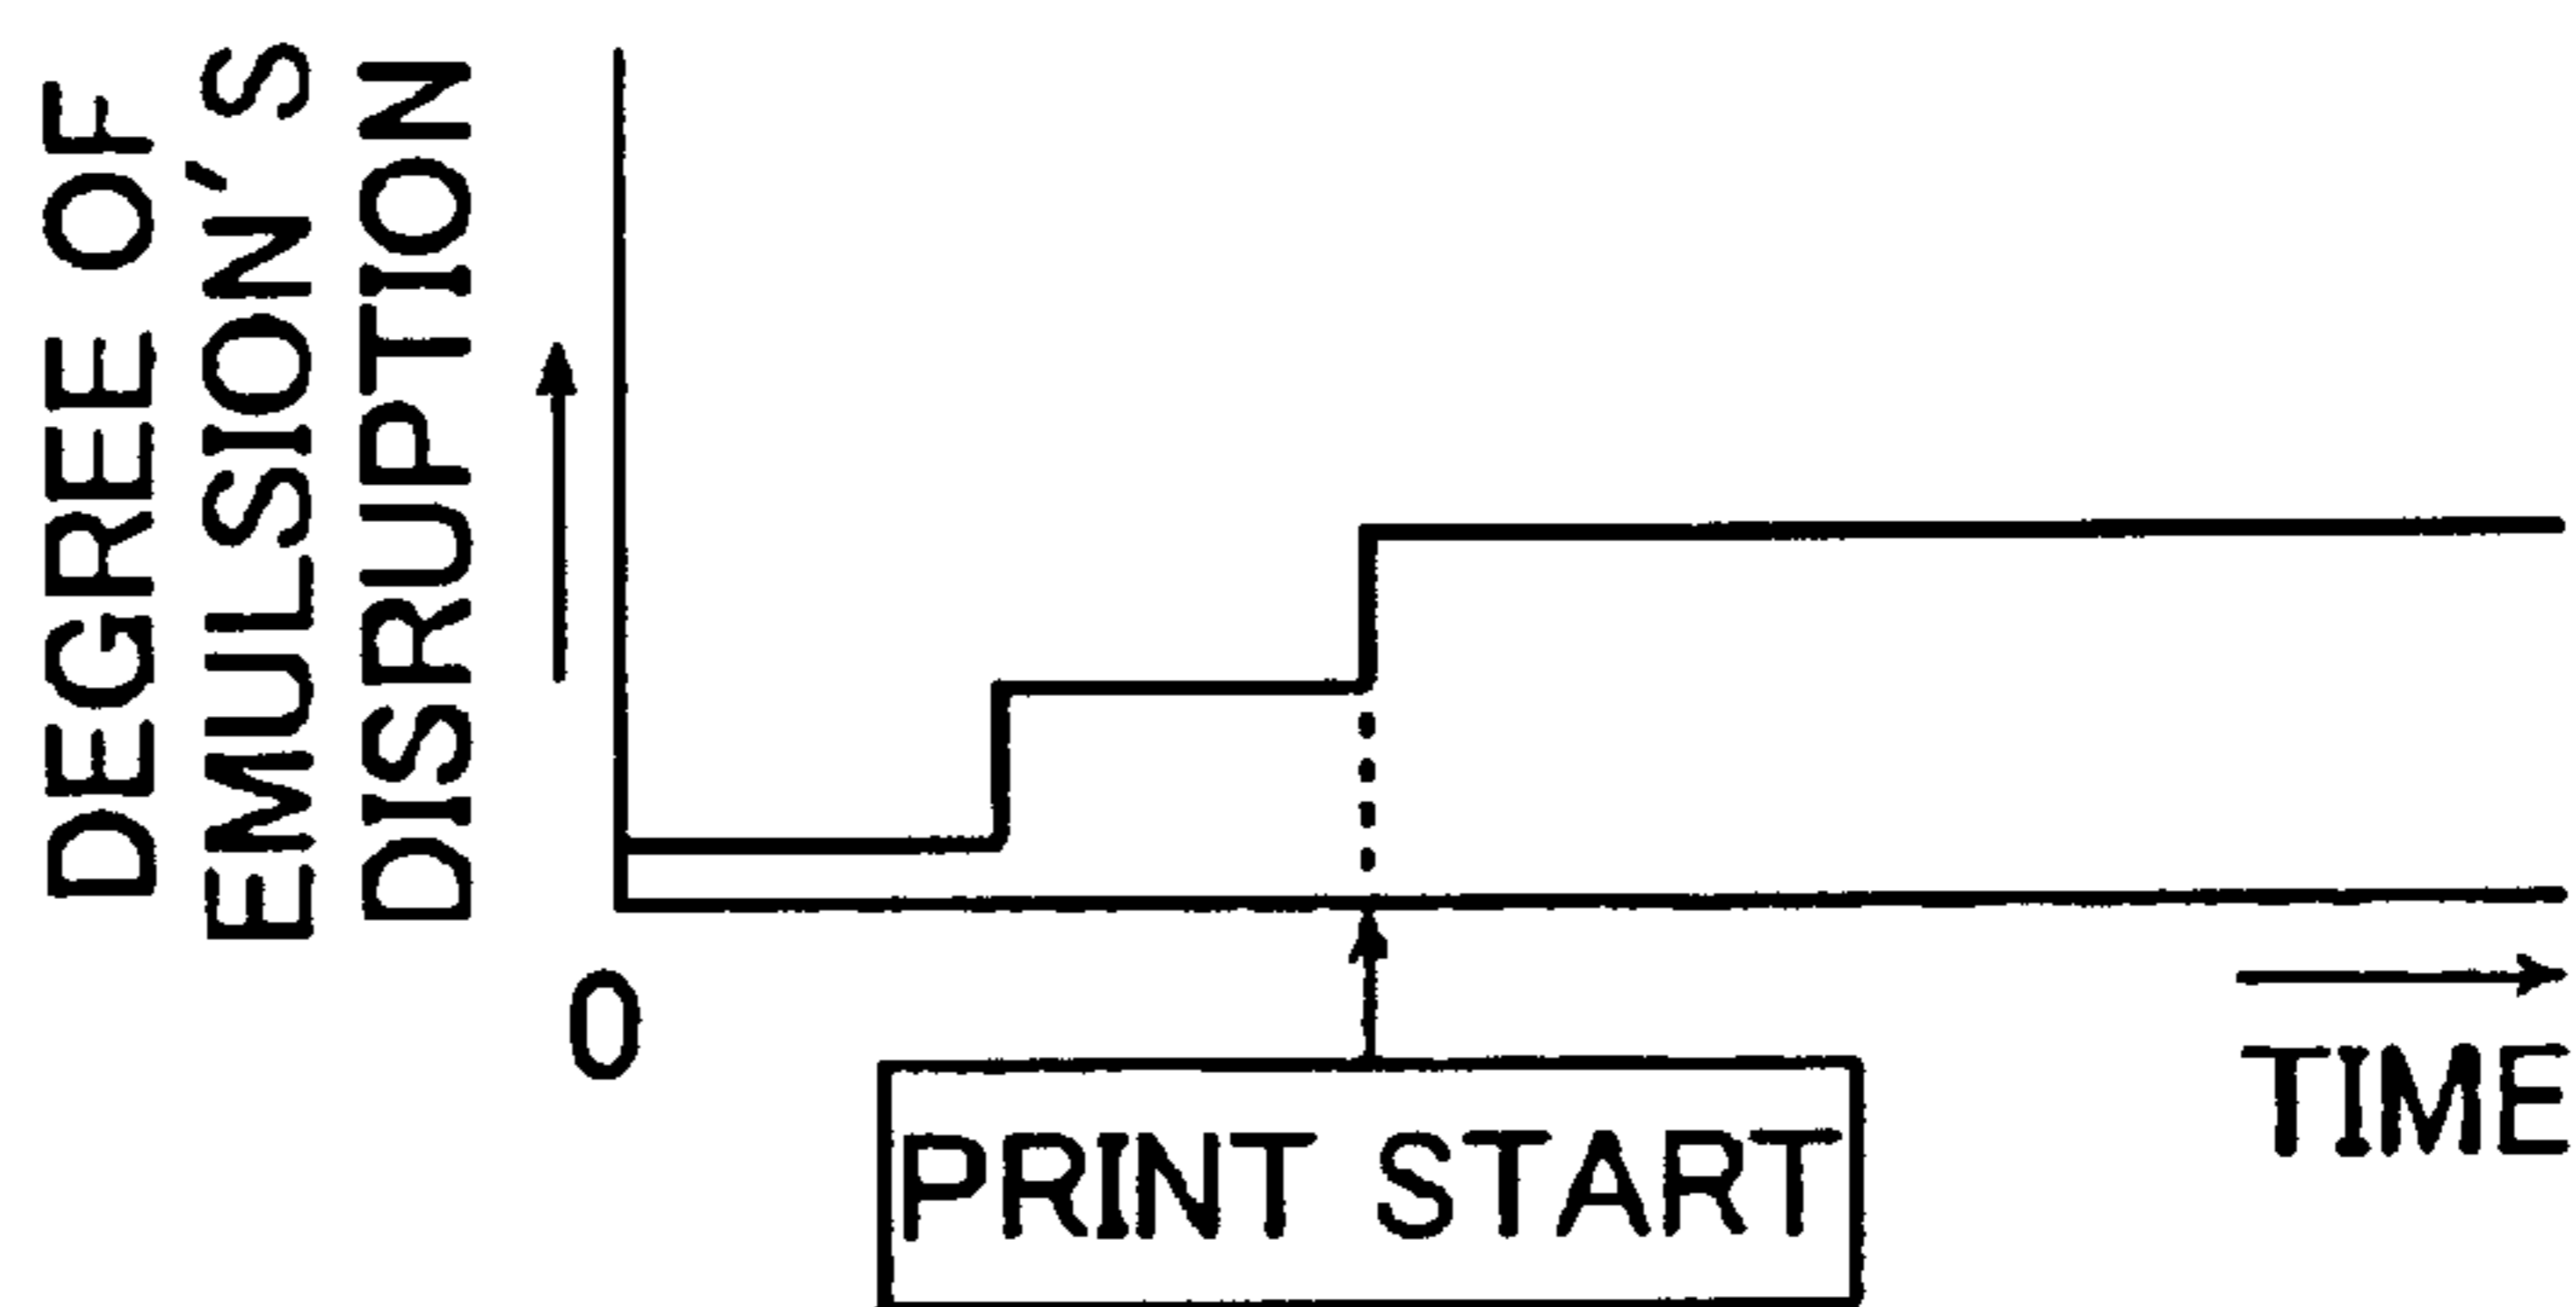 DEGREE OF
EMULSION'S
DISRUPTION
0
PRINT START
TIME